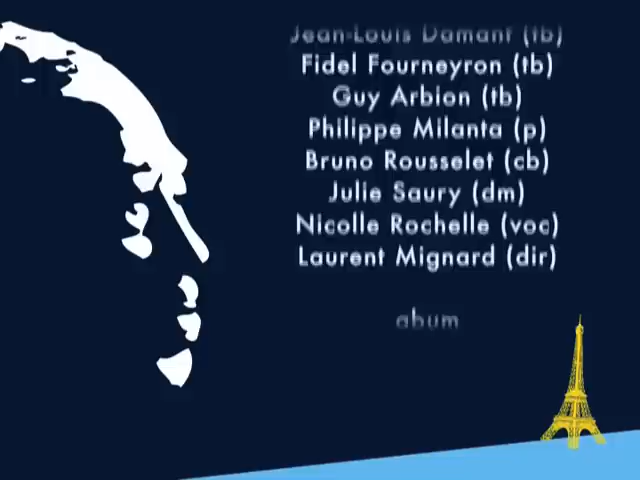 Jean-Louis Damant (tb)
Fidel Fourneyron (tb)
Guy Arbion (tb)
Philippe Milanta (p)
Bruno Rousselet (cb)
Julie Saury (dm)
Nicolle Rochelle (voc)
Laurent Mignard (dir)
abum